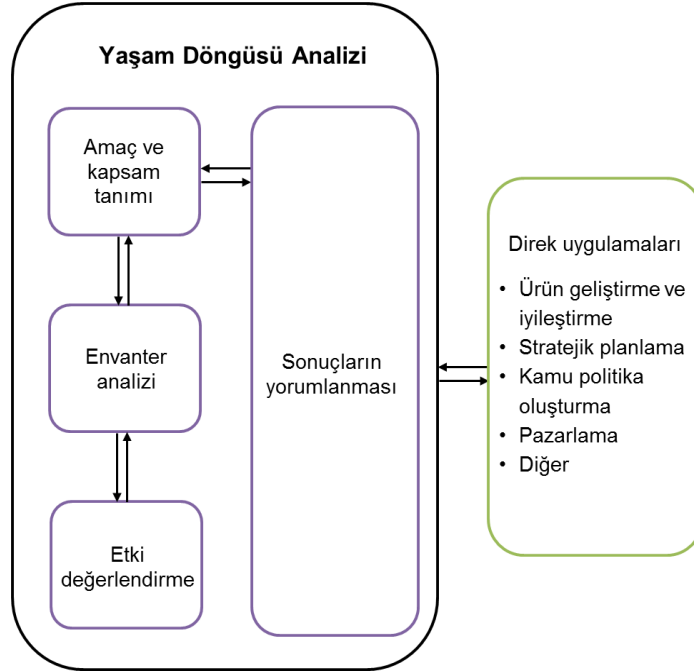 Yaşam Döngüsü Analizi
Amaç ve
kapsam
tanımı
Envanter
analizi
Etki
değerlendirme
Sonuçların
yorumlanması
Direk uygulamaları
• Ürün geliştirme ve
iyileştirme
• Stratejik planlama
• Kamu politika
oluşturma
• Pazarlama
• Diğer